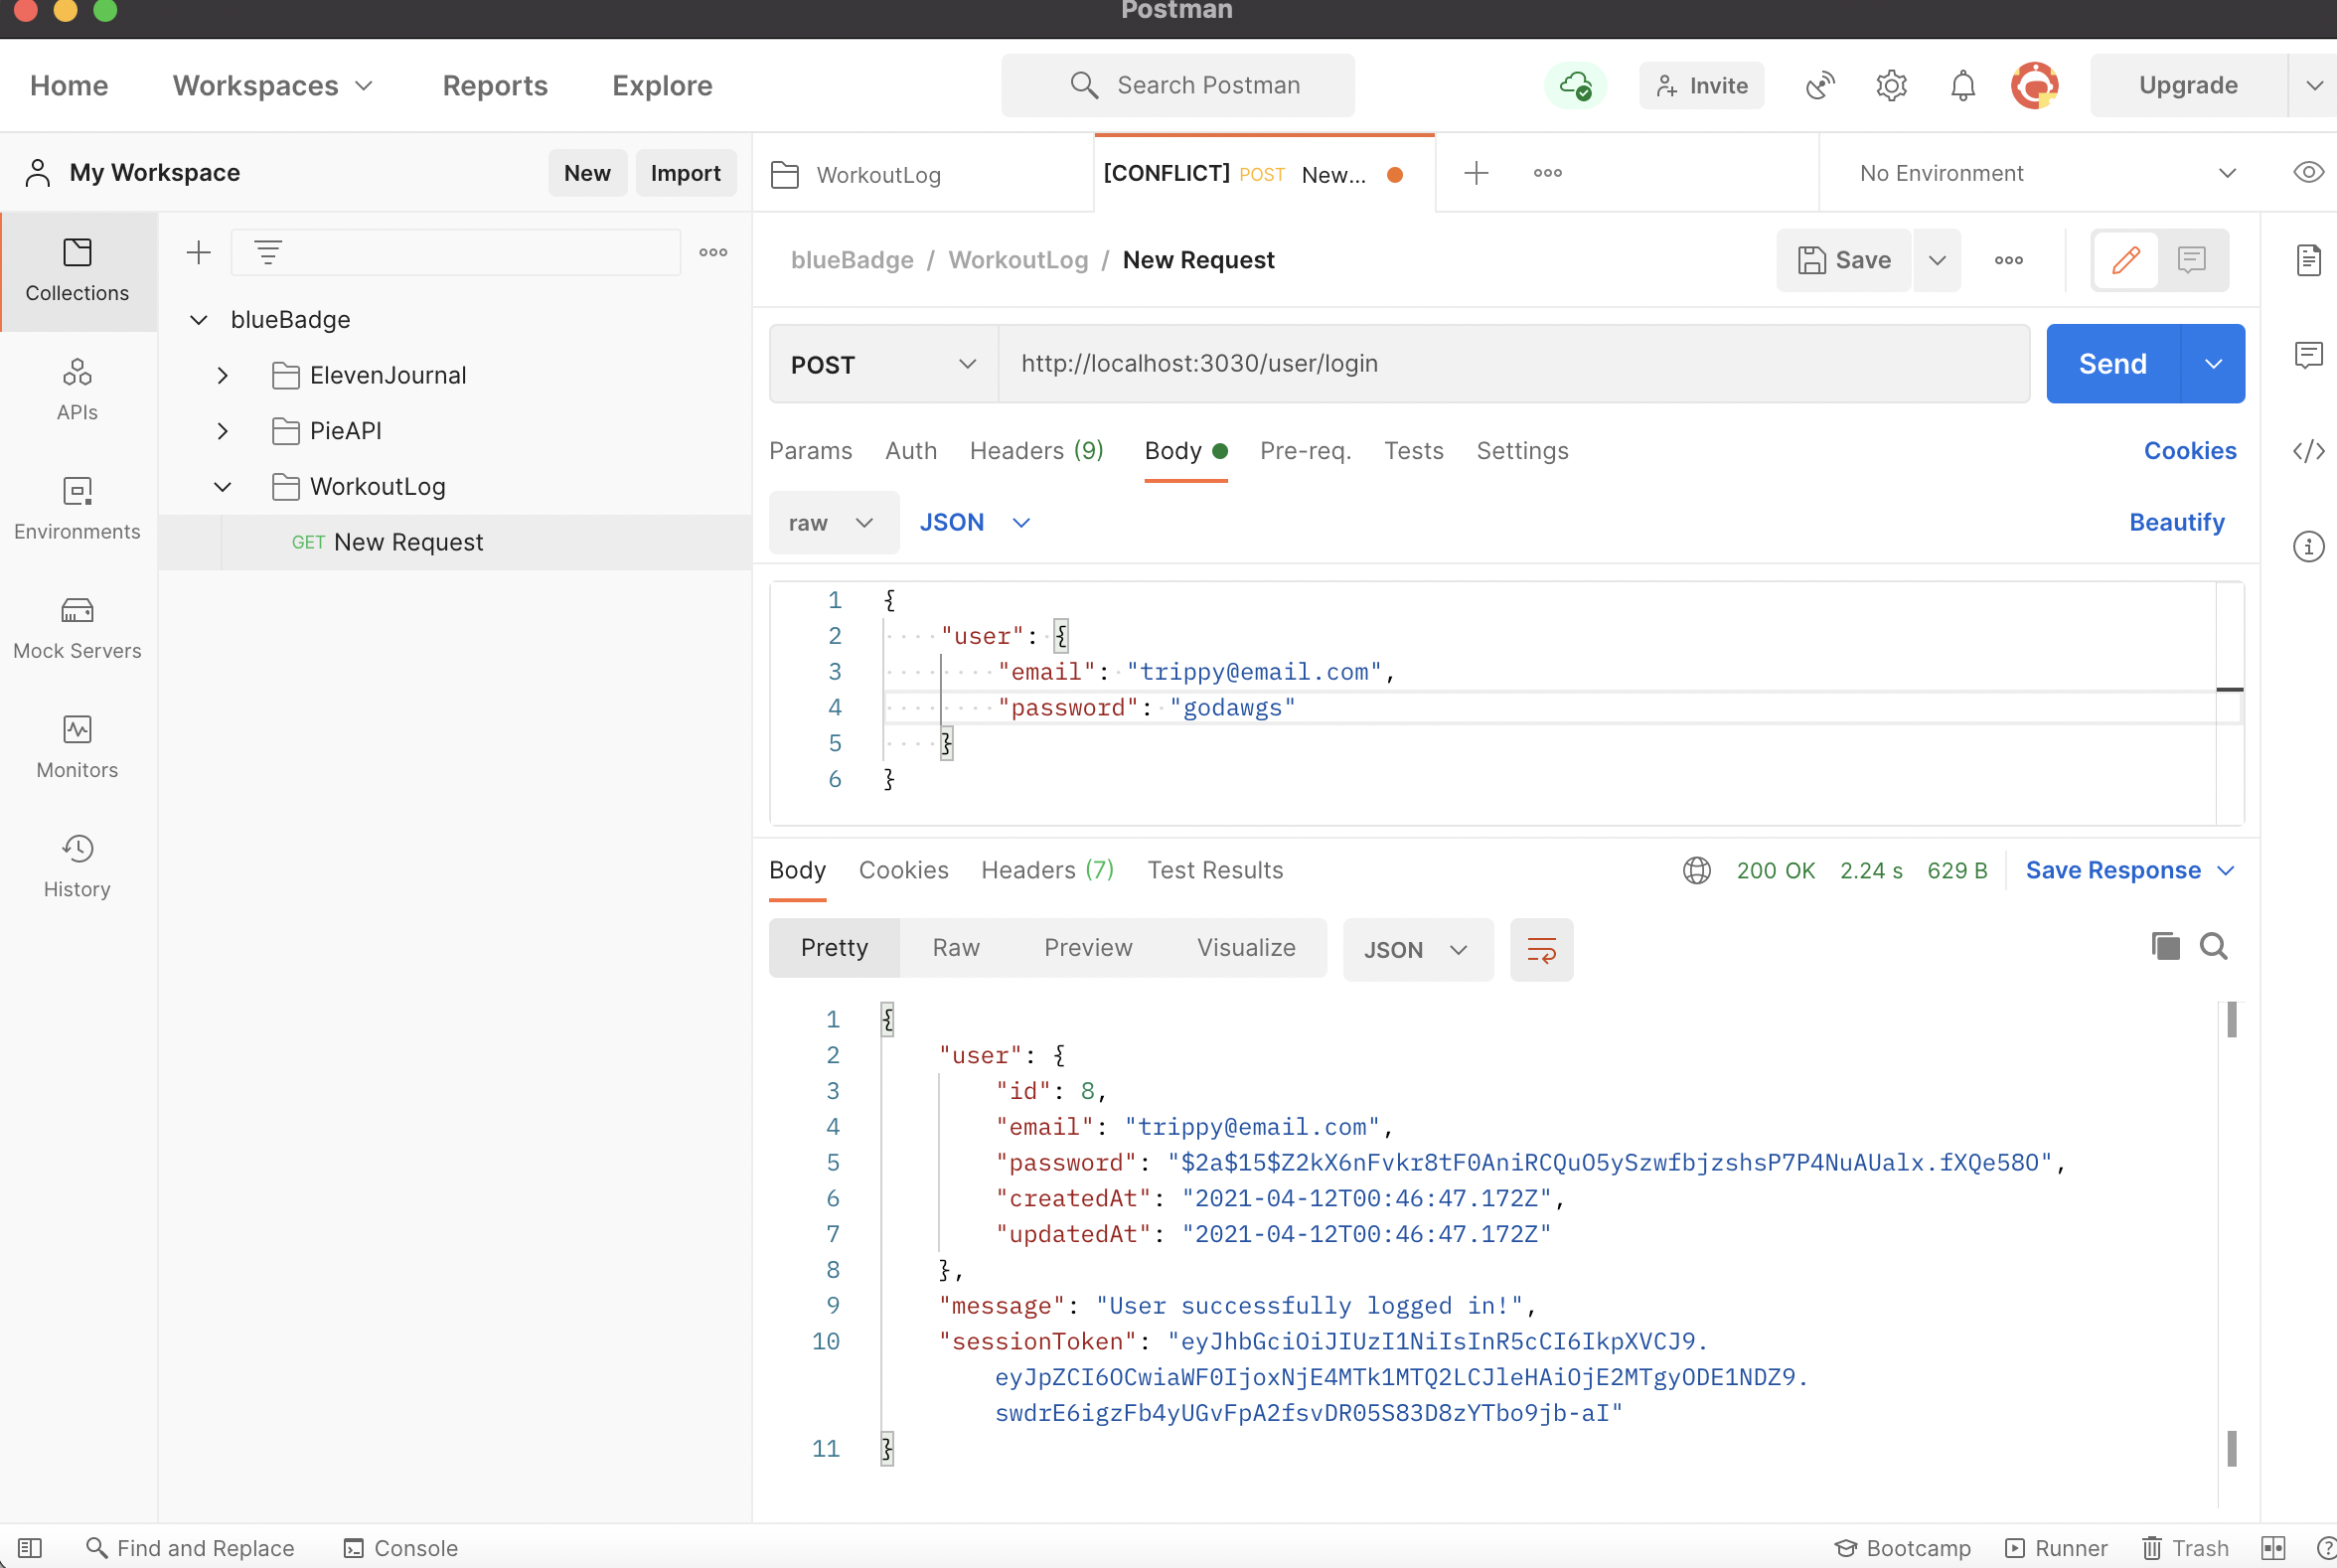 Postman
Home Workspaces Reports Explore Search Postman Invite Upgrade
My Workspace New Import WorkoutLog [CONFLICT] POST New... No Environment
Collections
blueBadge / WorkoutLog / New Request Save
blueBadge
ElevenJournal
PieAPI
WorkoutLog
GET New Request
APIs
Environments
Mock Servers
Monitors
History
POST http://localhost:3030/user/login Send
Params Auth Headers (9) Body Pre-req. Tests Settings Cookies
raw JSON Beautify
1 {
2 "user": {
3 "email": "trippy@email.com",
4 "password": "godawgs"
5 }
6 }
Body Cookies Headers (7) Test Results 200 OK 2.24 s 629 B Save Response
Pretty Raw Preview Visualize JSON
1 {
2 "user": {
3 "id": 8,
4 "email": "trippy@email.com",
5 "password": "$2a$15$Z2kX6nFvkr8tF0AniRCQuO5ySzwfbjzshsP7P4NuAUalx.fXQe58O",
6 "createdAt": "2021-04-12T00:46:47.172Z",
7 "updatedAt": "2021-04-12T00:46:47.172Z"
8 },
9 "message": "User successfully logged in!",
10 "sessionToken": "eyJhbGciOiJIUzI1NiIsInR5cCI6IkpXVCJ9.
eyJpZCI6OCwiaWF0IjoxNjE4MTk1MTQ2LCJleHAiOjE2MTgyODE1NDZ9.
swdrE6igzFb4yUGvFpA2fsvDR05S83D8zYTbo9jb-aI"
11 }
Find and Replace Console Bootcamp Runner Trash